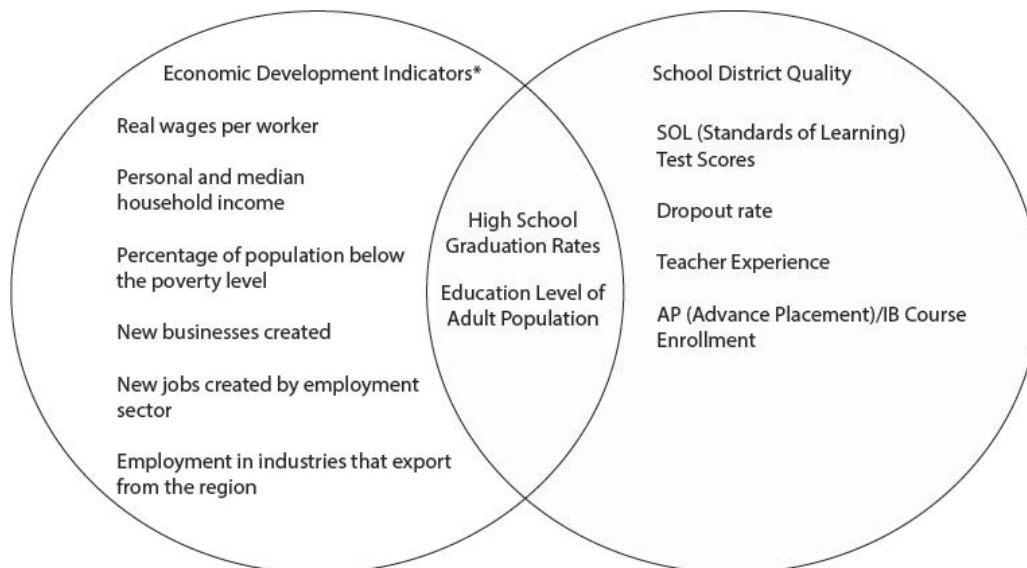 Economic Development Indicators*
Real wages per worker
Personal and median
household income
Percentage of population below
the poverty level
New businesses created
New jobs created by employment
sector
Employment in industries that export
from the region
High School
Graduation Rates
Education Level of
Adult Population
School District Quality
SOL (Standards of Learning)
Test Scores
Dropout rate
Teacher Experience
AP (Advance Placement)/IB Course
Enrollment